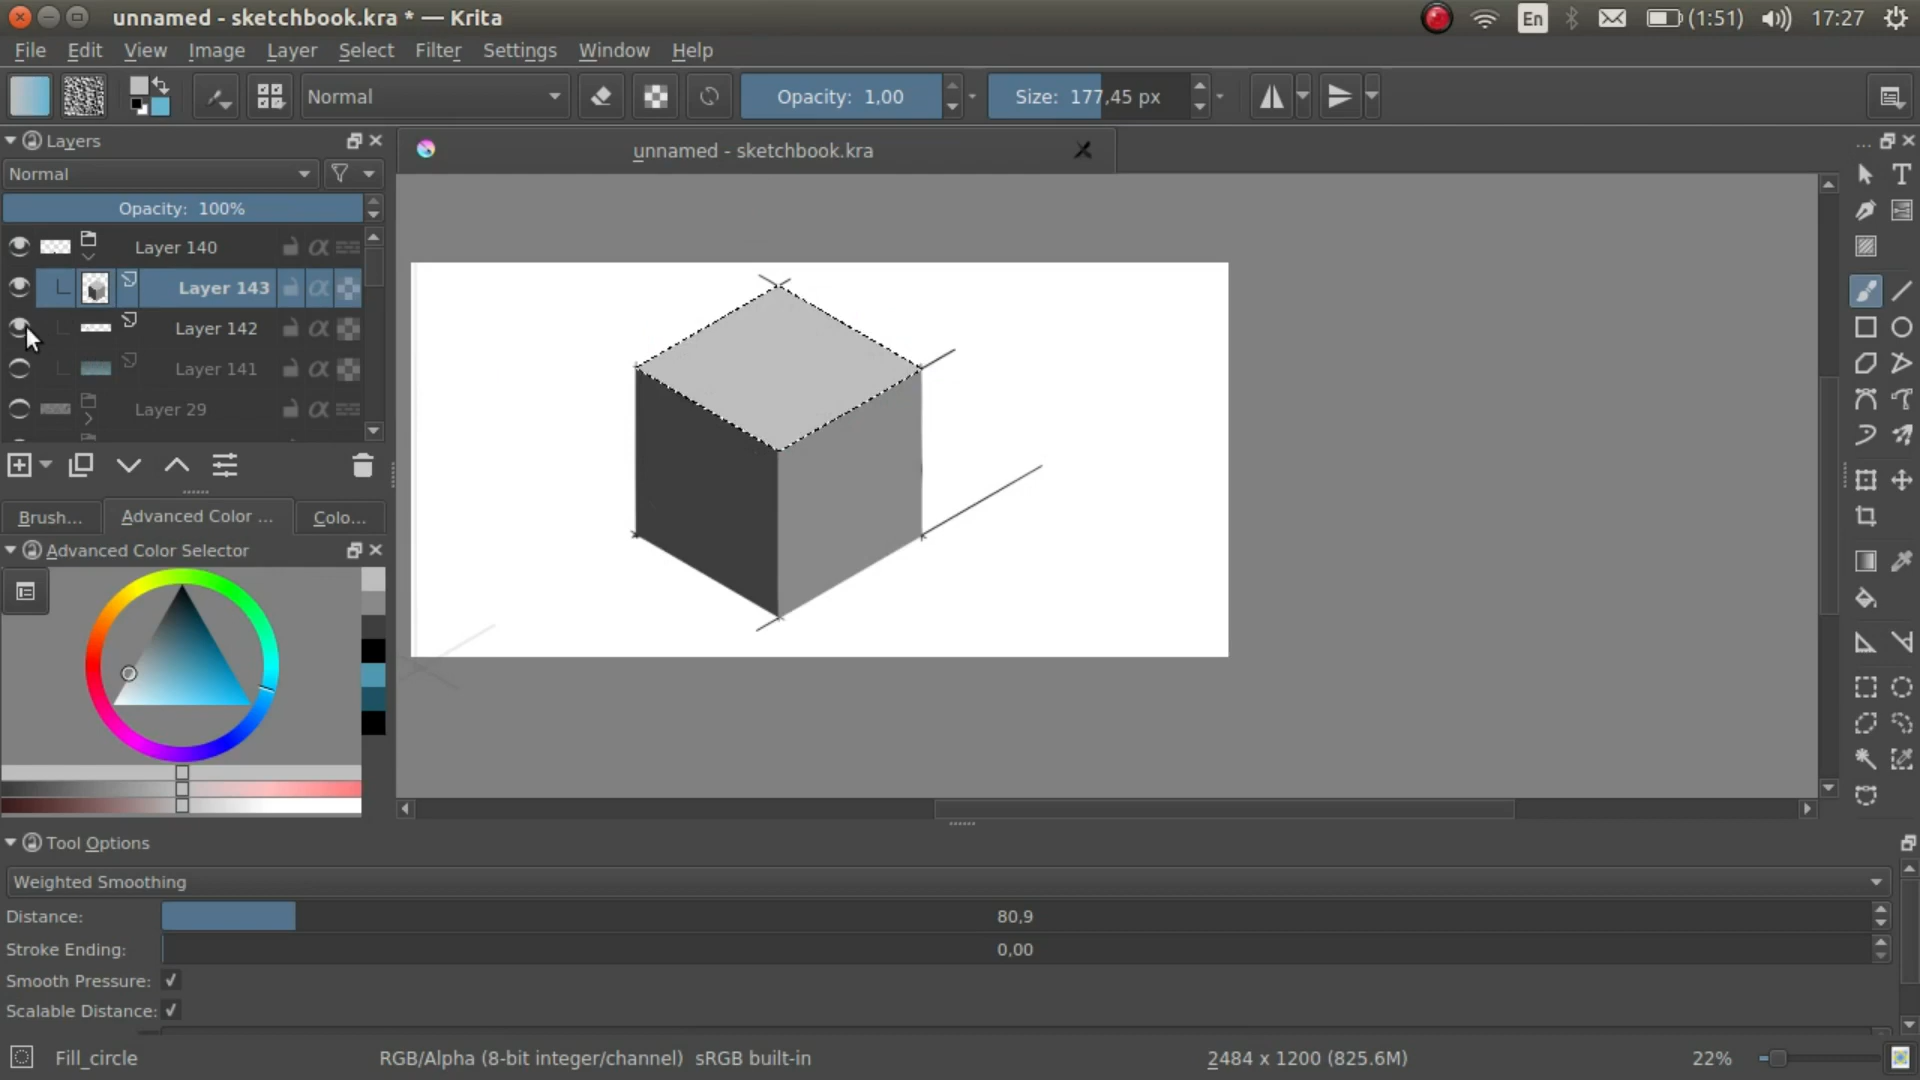 unnamed - sketchbook.kra * — Krita
En
(1:51)
17:27
File Edit View Image Layer Select Filter Settings Window Help
Normal
Opacity: 1,00
Size: 177,45 px
Layers
unnamed - sketchbook.kra
Normal
Opacity: 100%
Layer 140
Layer 143
Layer 142
Layer 141
Layer 29
Brush...
Advanced Color ...
Colo...
Advanced Color Selector
Tool Options
Weighted Smoothing
Distance: 80,9
Stroke Ending: 0,00
Smooth Pressure:
Scalable Distance:
Fill_circle
RGB/Alpha (8-bit integer/channel) sRGB built-in
2484 x 1200 (825.6M)
22%